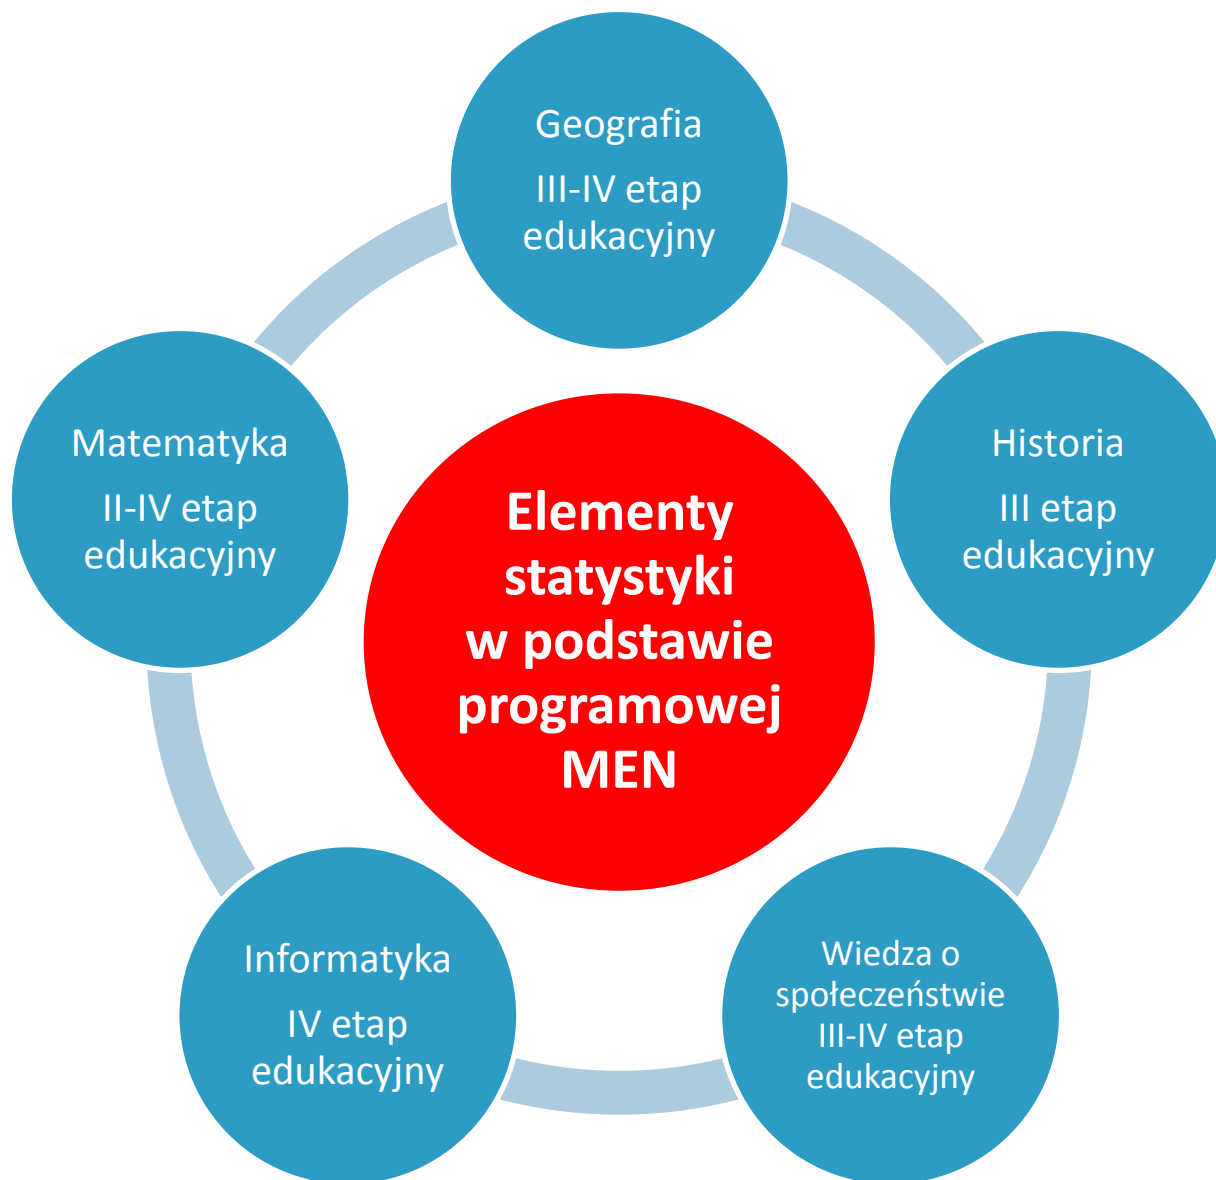 Geografia
III-IV etap
edukacyjny
Matematyka
II-IV etap
edukacyjny
Historia
III etap
edukacyjny
Elementy
statystyki
w podstawie
programowej
MEN
Informatyka
IV etap
edukacyjny
Wiedza o
społeczeństwie
III-IV etap
edukacyjny